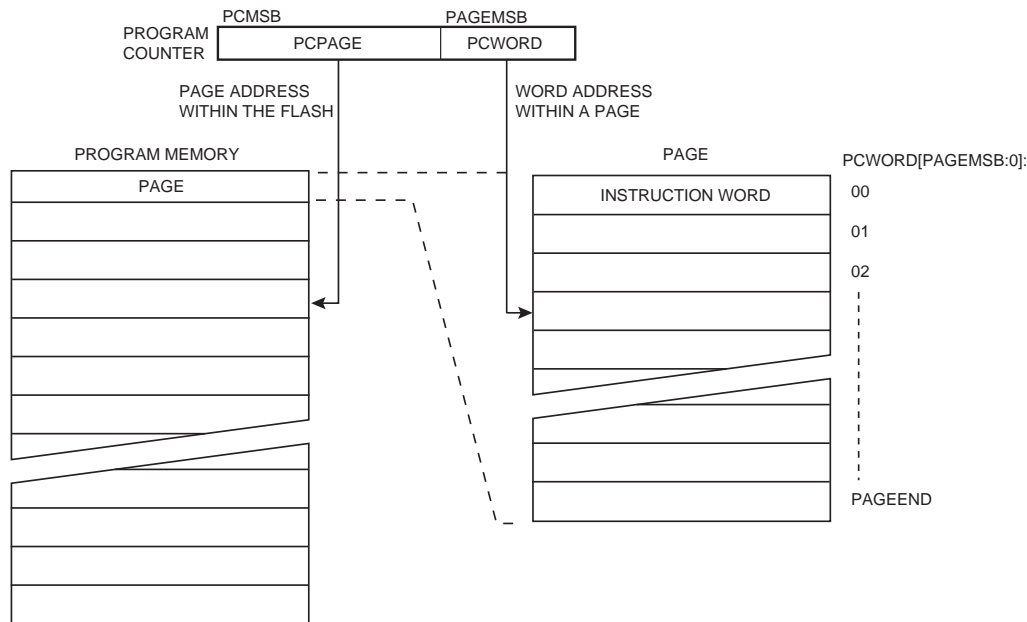 PCMSB
PAGEMSB
PROGRAM
COUNTER
PCPAGE
PCWORD
PAGE ADDRESS
WITHIN THE FLASH
WORD ADDRESS
WITHIN A PAGE
PROGRAM MEMORY
PAGE
PAGE
PCWORD[PAGEMSB:0]:
INSTRUCTION WORD
00
01
02
PAGEEND